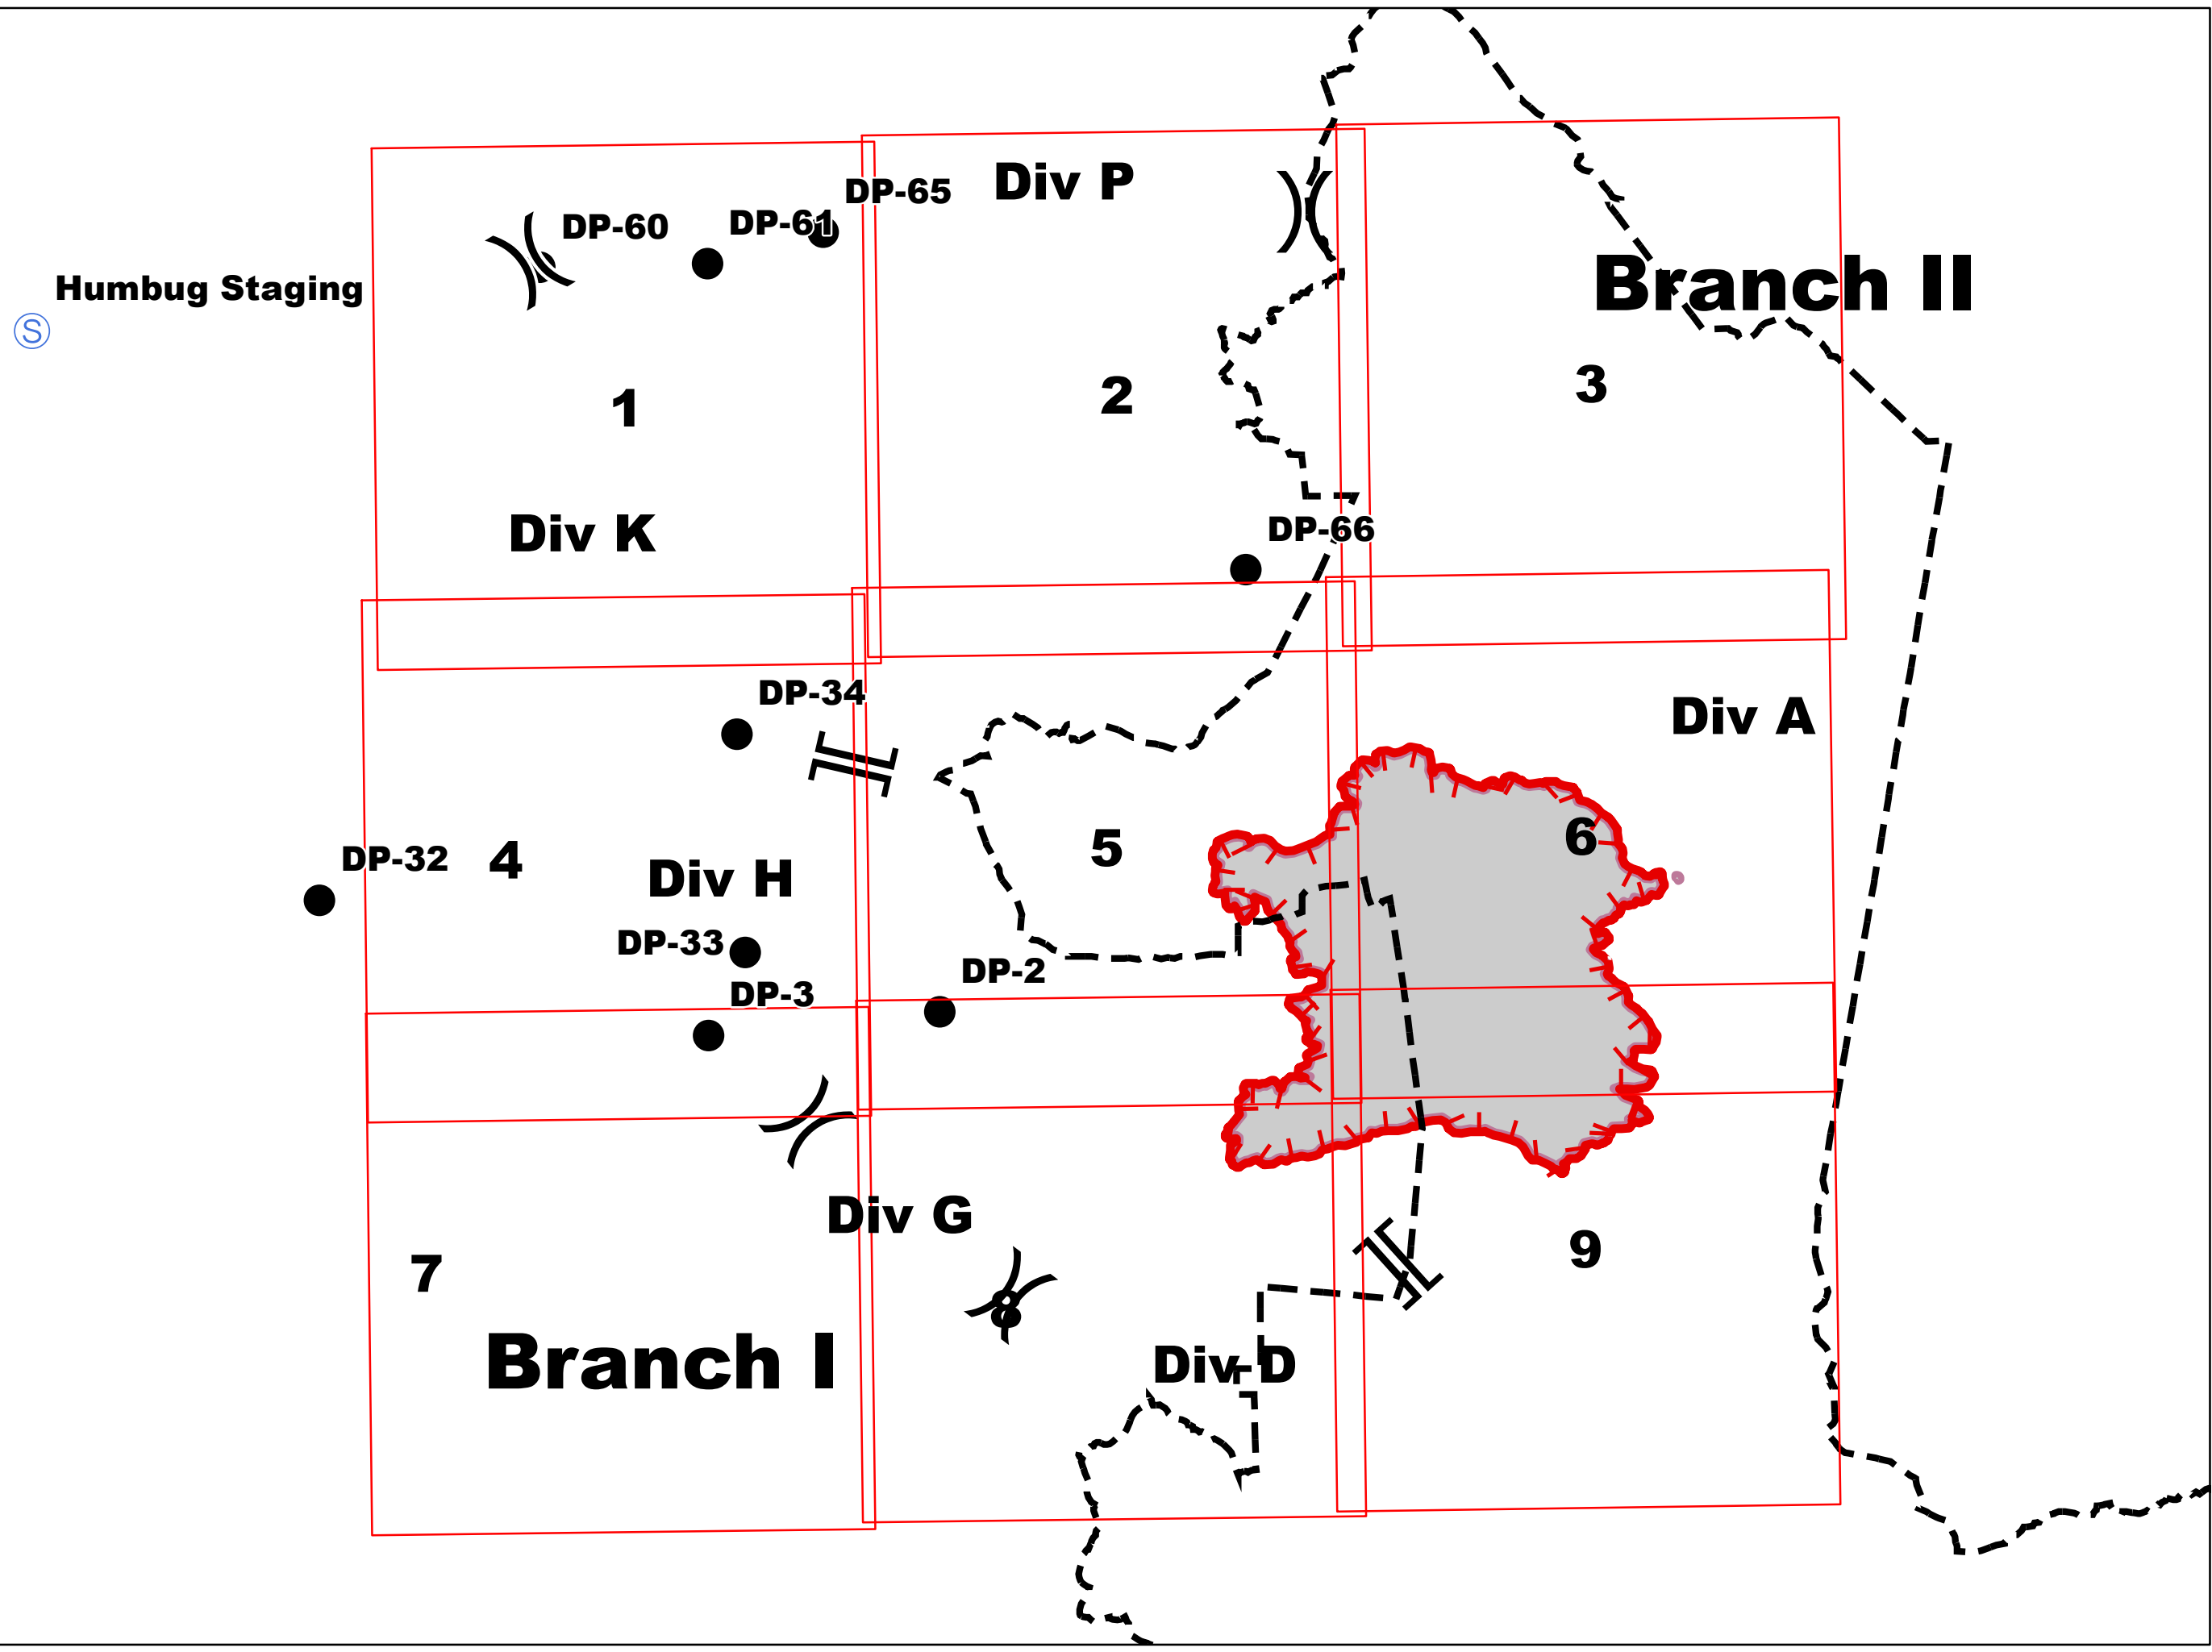 Div P
DP-65
DP-60
DP-61
Branch II
Humbug Staging
S
1
2
3
Div K
DP-66
DP-34
Div A
DP-32
4
Div H
5
6
DP-33
DP-2
DP-3
Div G
7
8
9
Branch I
Div D